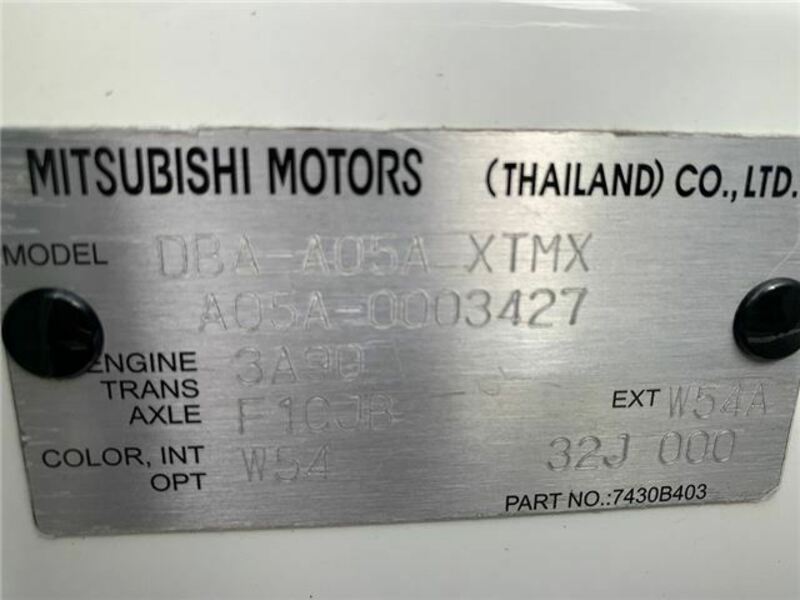 MITSUBISHI MOTORS (THAILAND) CO., LTD.
MODEL DBA-A05A XTMX
A05A-0003427
ENGINE 3A90
TRANS AXLE F1CJB
EXT W54A
COLOR, INT OPT W54 32J 000
PART NO.:7430B403